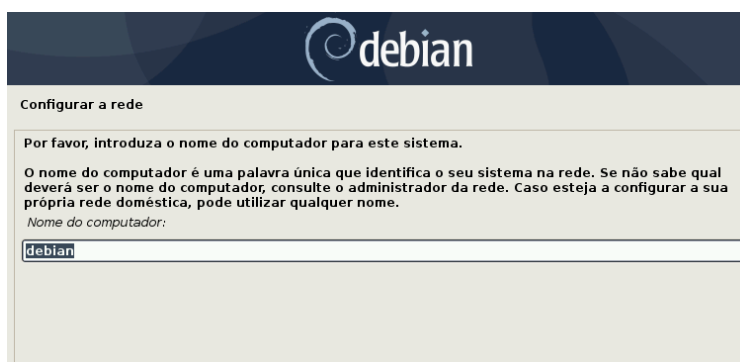 debian
Configurar a rede
Por favor, introduza o nome do computador para este sistema.
O nome do computador é uma palavra única que identifica o seu sistema na rede. Se não sabe qual
deverá ser o nome do computador, consulte o administrador da rede. Caso esteja a configurar a sua
própria rede doméstica, pode utilizar qualquer nome.
Nome do computador:
debian